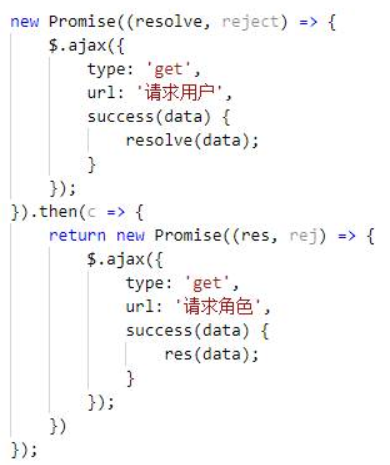 new Promise((resolve, reject) => {
    $.ajax({
        type: 'get',
        url: '请求用户',
        success(data) {
            resolve(data);
        }
    });
}).then(c => {
    return new Promise((res, rej) => {
        $.ajax({
            type: 'get',
            url: '请求角色',
            success(data) {
                res(data);
            }
        });
    })
});